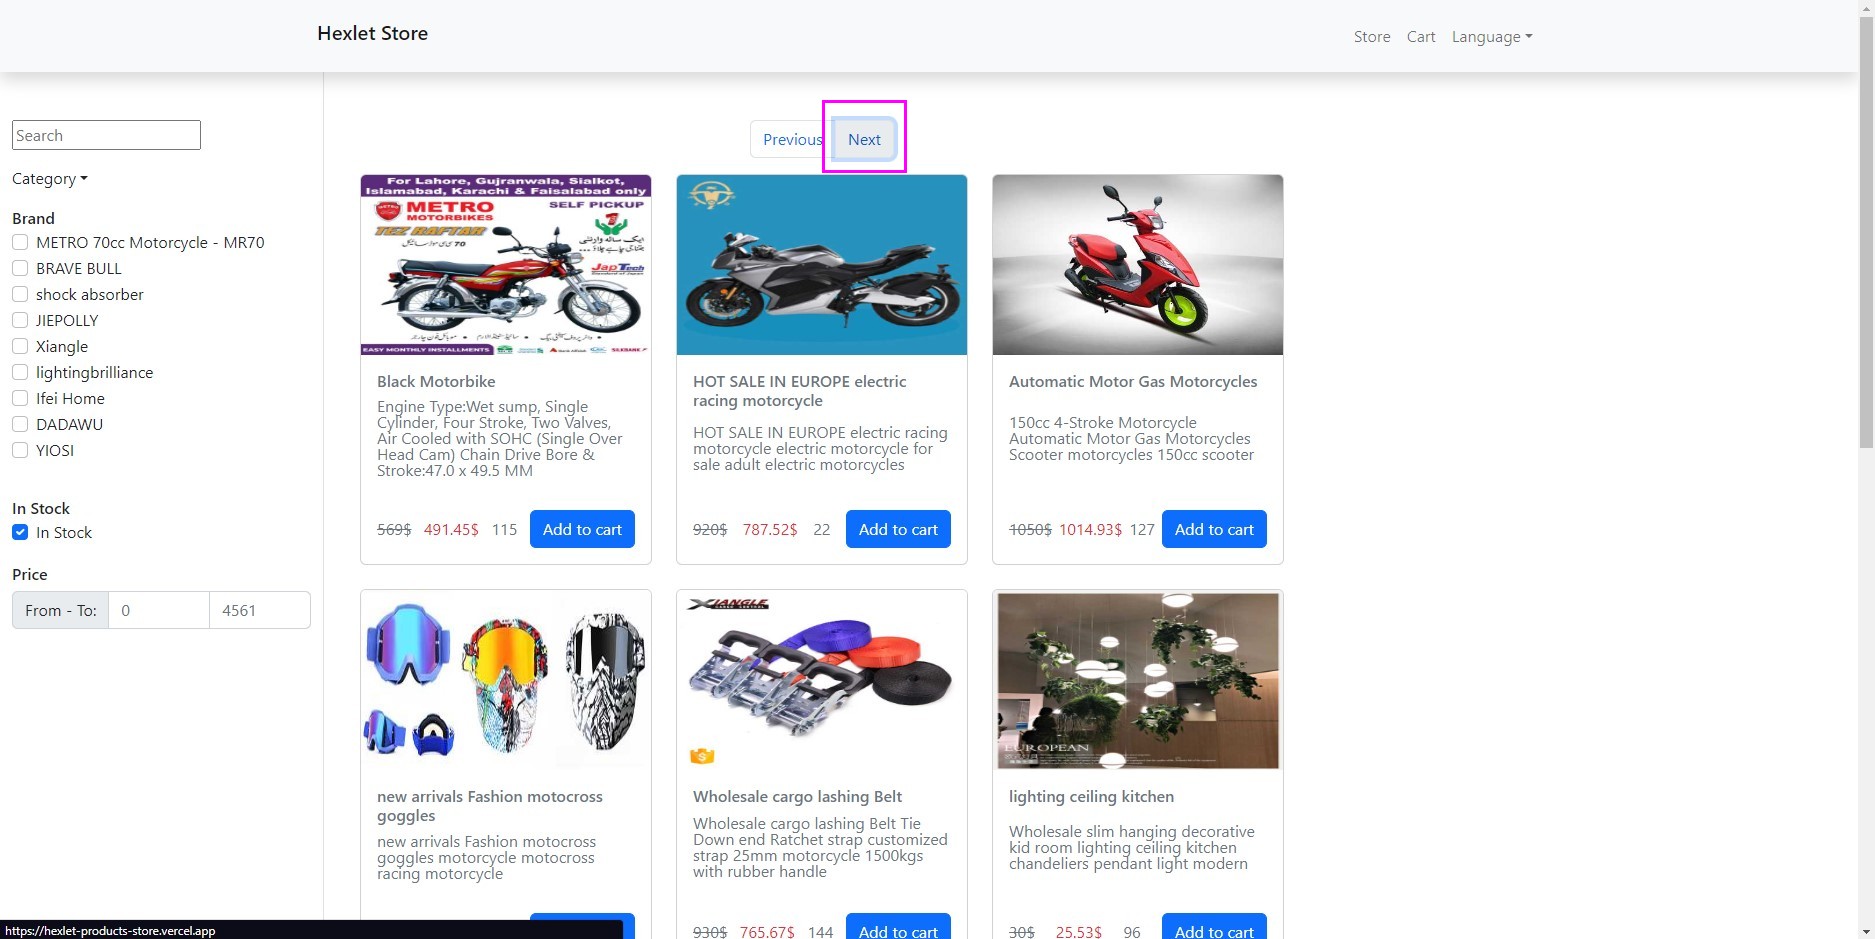 Hexlet Store
Store
Cart
Language
Search
Category
Brand
METRO 70cc Motorcycle - MR70
BRAVE BULL
shock absorber
JIEPOLLY
Xiangle
lightingbrilliance
Ifei Home
DADAWU
YIOSI
In Stock
In Stock
Price
From - To:
0
4561
Previous
Next
For Lahore, Gujranwala, Sialkot,
Islamabad, Karachi & Faisalabad only
METRO
MOTORBIKES
SELF PICKUP
TEZ RAFTAR
1
ایک سالہ وارنٹی
JapTech
EASY MONTHLY INSTALLMENTS
Black Motorbike
Engine Type:Wet sump, Single
Cylinder, Four Stroke, Two Valves,
Air Cooled with SOHC (Single Over
Head Cam) Chain Drive Bore &
Stroke:47.0 x 49.5 MM
569$ 491.45$ 115 Add to cart
HOT SALE IN EUROPE electric
racing motorcycle
HOT SALE IN EUROPE electric racing
motorcycle electric motorcycle for
sale adult electric motorcycles
920$ 787.52$ 22 Add to cart
Automatic Motor Gas Motorcycles
150cc 4-Stroke Motorcycle
Automatic Motor Gas Motorcycles
Scooter motorcycles 150cc scooter
1050$ 1014.93$ 127 Add to cart
new arrivals Fashion motocross
goggles
new arrivals Fashion motocross
goggles motorcycle motocross
racing motorcycle
XIANGLE
CARGO CONTROL
Wholesale cargo lashing Belt
Wholesale cargo lashing Belt Tie
Down end Ratchet strap customized
strap 25mm motorcycle 1500kgs
with rubber handle
930$ 765.67$ 144 Add to cart
EUROPEAN
lighting ceiling kitchen
Wholesale slim hanging decorative
kid room lighting ceiling kitchen
chandeliers pendant light modern
30$ 25.53$ 96 Add to cart
https://hexlet-products-store.vercel.app